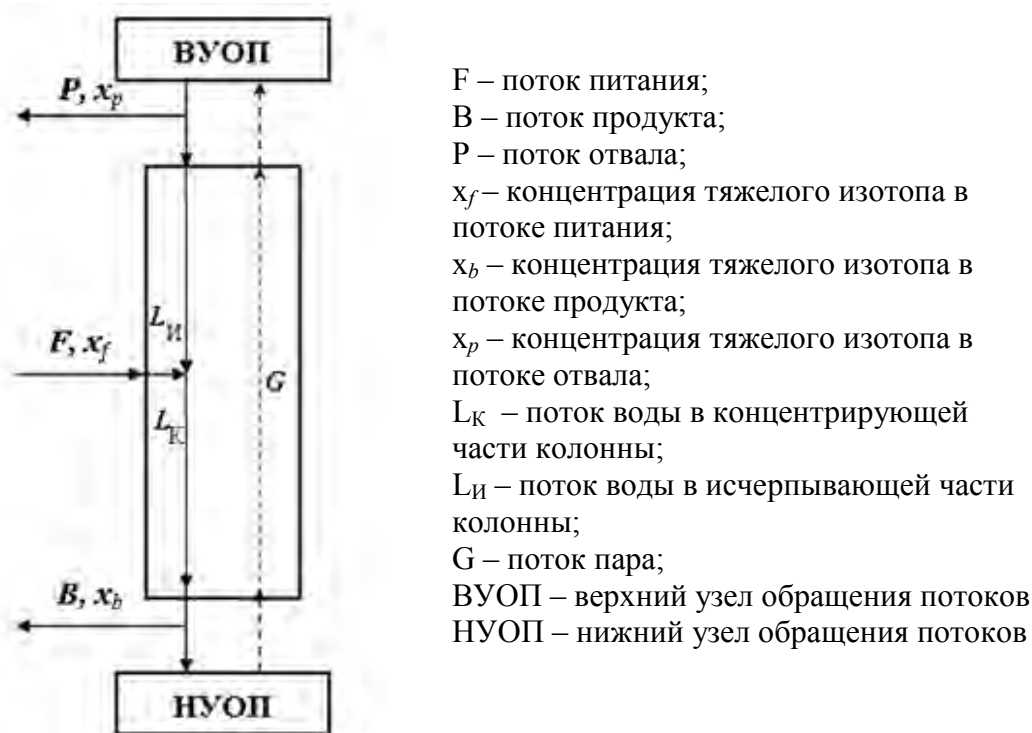 ВУОП
P, xp
Lи
F, xf
G
Lк
B, xb
НУОП
F – поток питания;
B – поток продукта;
P – поток отвала;
xf – концентрация тяжелого изотопа в
потоке питания;
xb – концентрация тяжелого изотопа в
потоке продукта;
xp – концентрация тяжелого изотопа в
потоке отвала;
LК – поток воды в концентрирующей
части колонны;
LИ – поток воды в исчерпывающей части
колонны;
G – поток пара;
ВУОП – верхний узел обращения потоков
НУОП – нижний узел обращения потоков